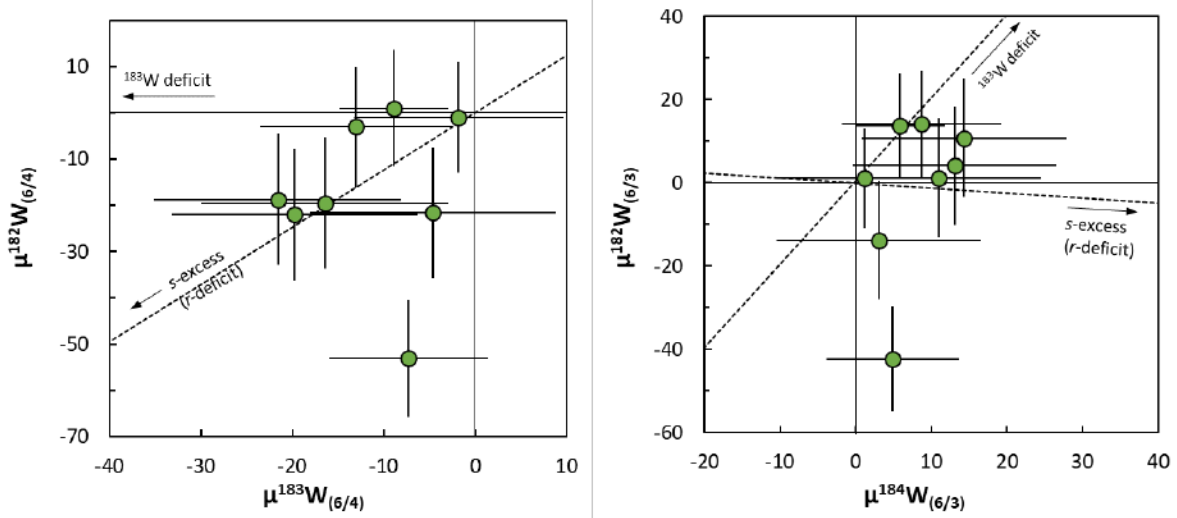 10
-10
-30
-50
-70
-40
-30
-20
-10
0
10
μ¹⁸²W₍₆/₄₎
μ¹⁸³W₍₆/₄₎
¹⁸³W deficit
s-excess
(r-deficit)
40
20
0
-20
-40
-60
-20
-10
0
10
20
30
40
μ¹⁸²W₍₆/₃₎
μ¹⁸⁴W₍₆/₃₎
¹⁸³W deficit
s-excess
(r-deficit)